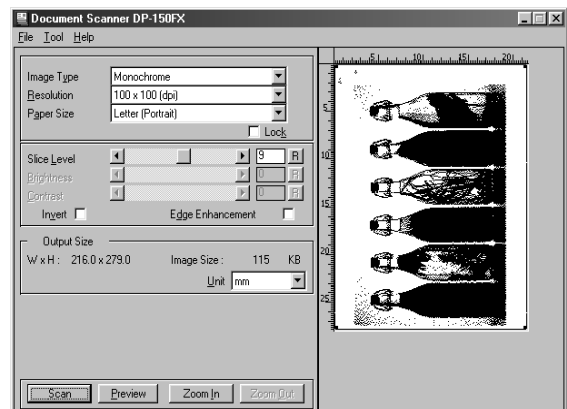 Document Scanner DP-150FX
File Tool Help
Image Type Monochrome
Resolution 100 x 100 (dpi)
Paper Size Letter (Portrait)
Lock
Slice Level 9 R
Brightness 0 R
Contrast 0 R
Invert Edge Enhancement
Output Size
W x H : 216.0 x 279.0 Image Size : 115 KB
Unit mm
Scan Preview Zoom In Zoom Out
5 10 15 20
5
10
15
20
25